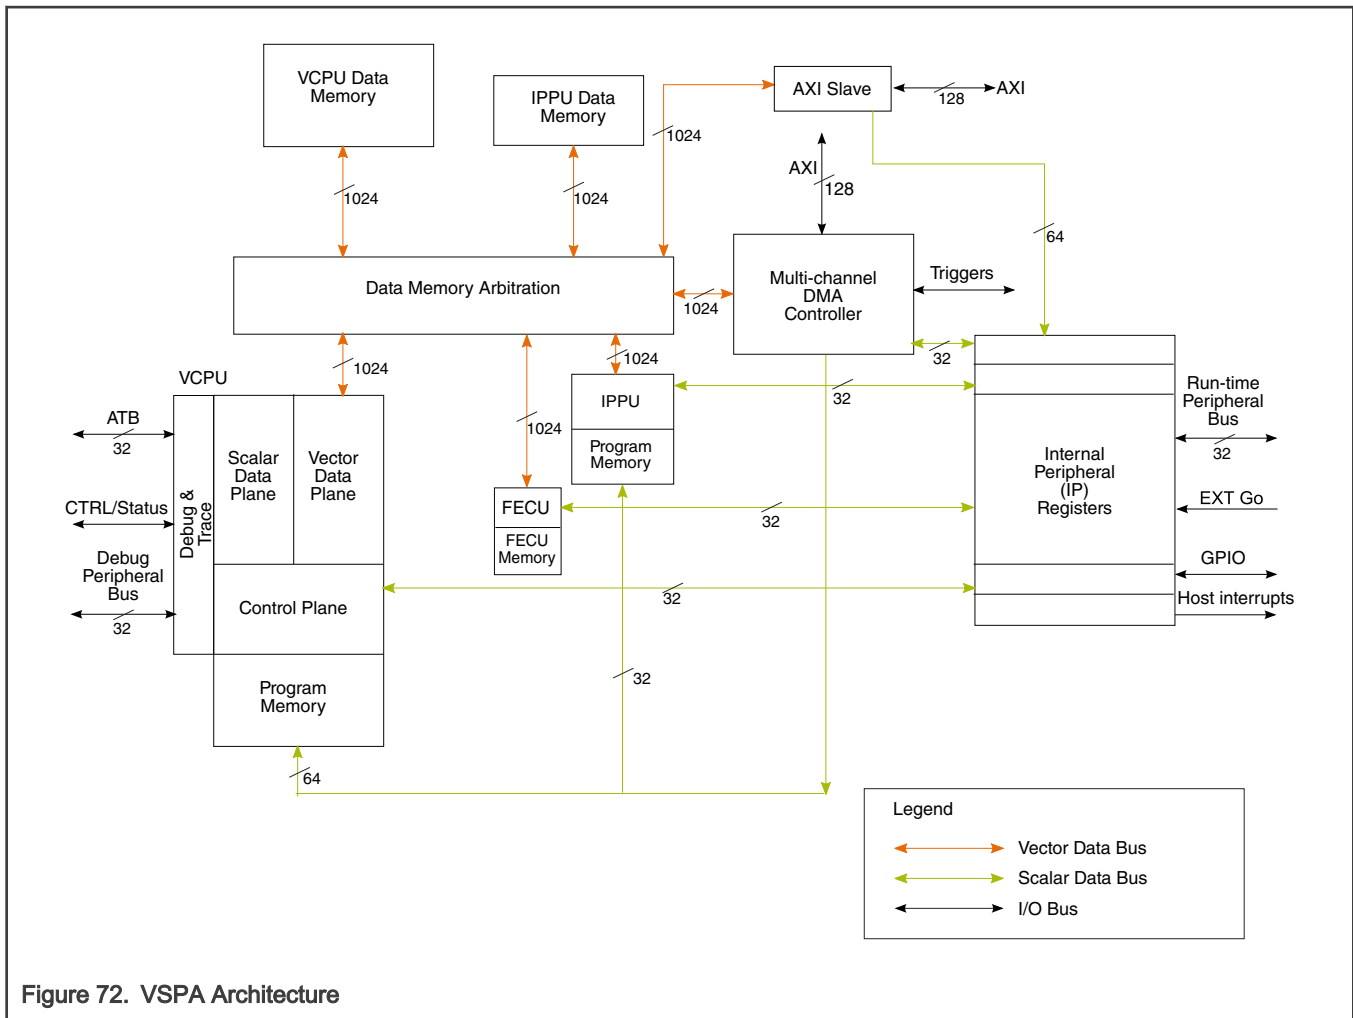 VCPU Data
Memory
IPPU Data
Memory
AXI Slave
128
AXI
1024
AXI
128
1024
1024
64
Data Memory Arbitration
1024
Multi-channel
DMA
Controller
Triggers
32
1024
1024
VCPU
IPPU
Program
Memory
32
Run-time
Peripheral
Bus
32
ATB
32
Scalar
Data
Plane
Vector
Data
Plane
1024
Internal
Peripheral
(IP)
Registers
CTRL/Status
Debug &
Trace
FECU
FECU
Memory
32
EXT Go
Debug
Peripheral
Bus
32
Control Plane
32
GPIO
Host interrupts
Program
Memory
32
64
Legend
Vector Data Bus
Scalar Data Bus
I/O Bus
Figure 72. VSPA Architecture